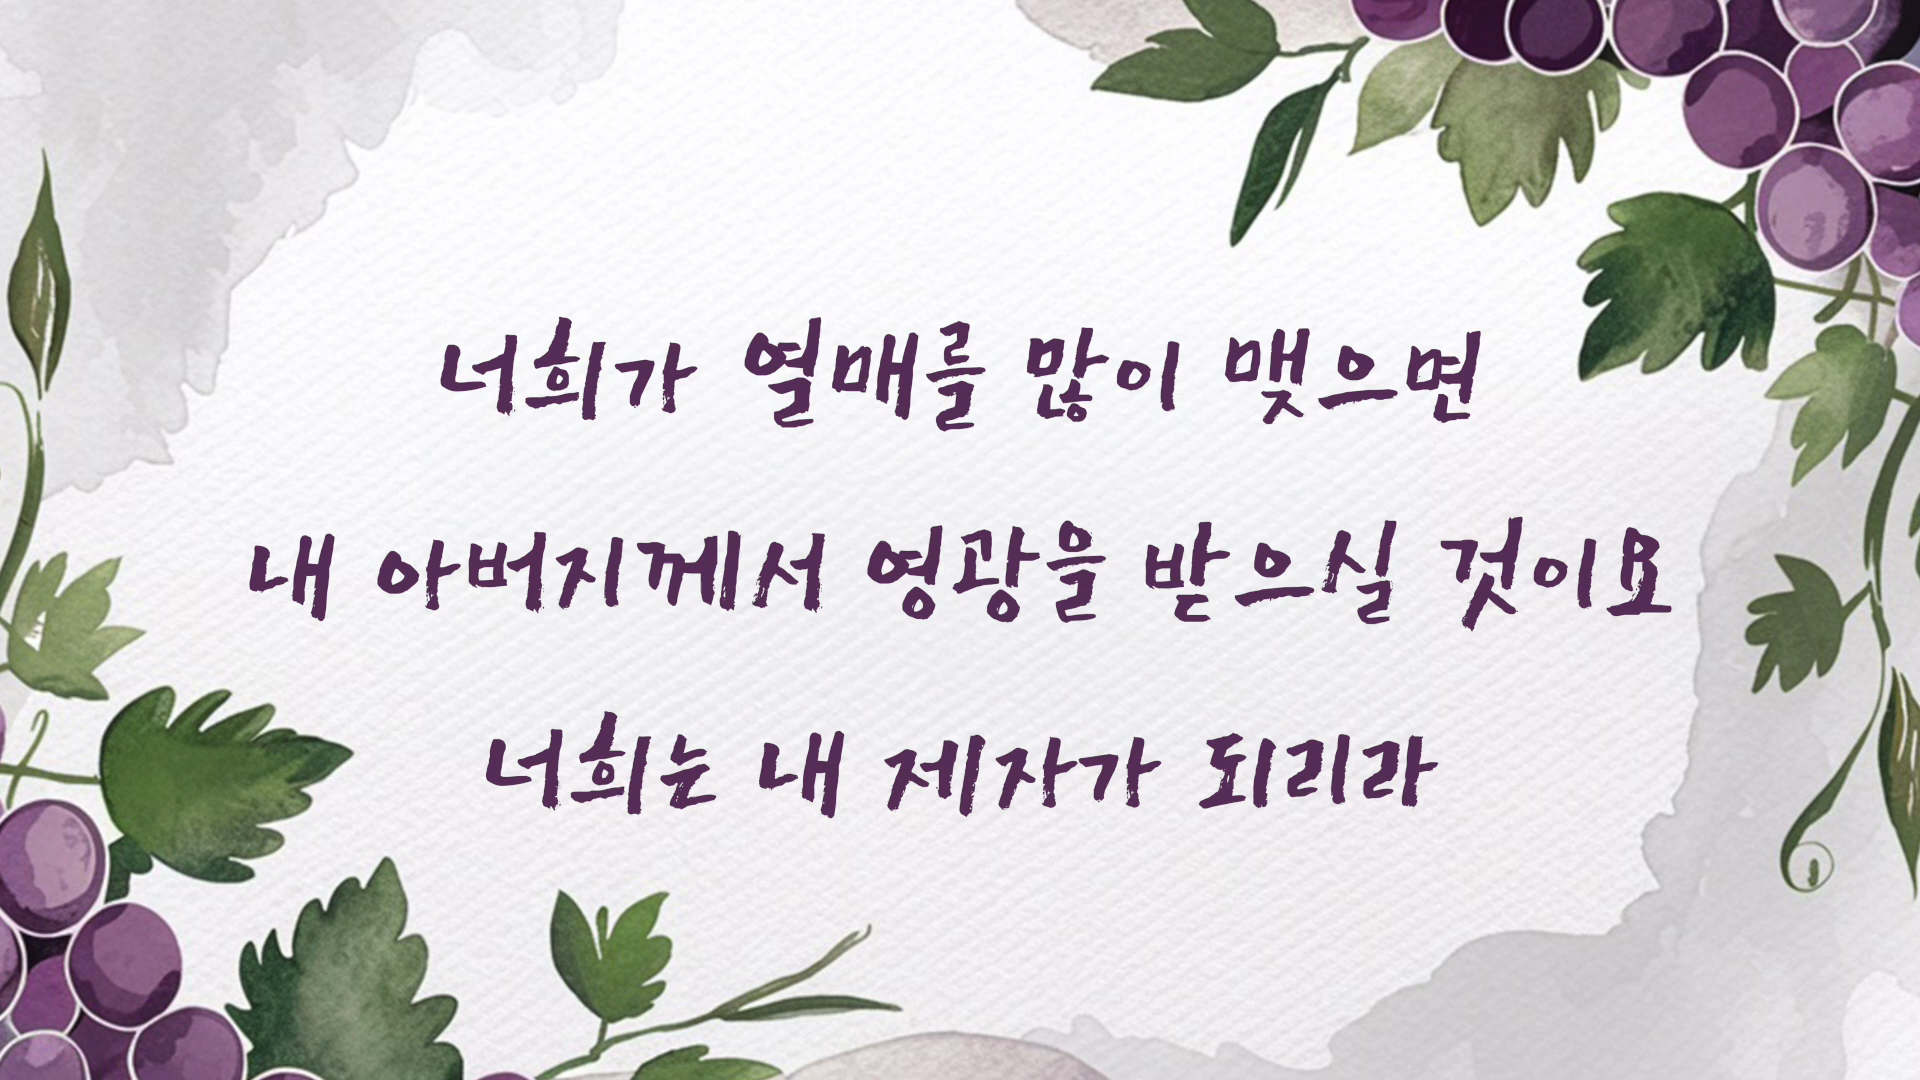 너희가 열매를 많이 맺으면
내 아버지께서 영광을 받으실 것이요
너희는 내 제자가 되리라